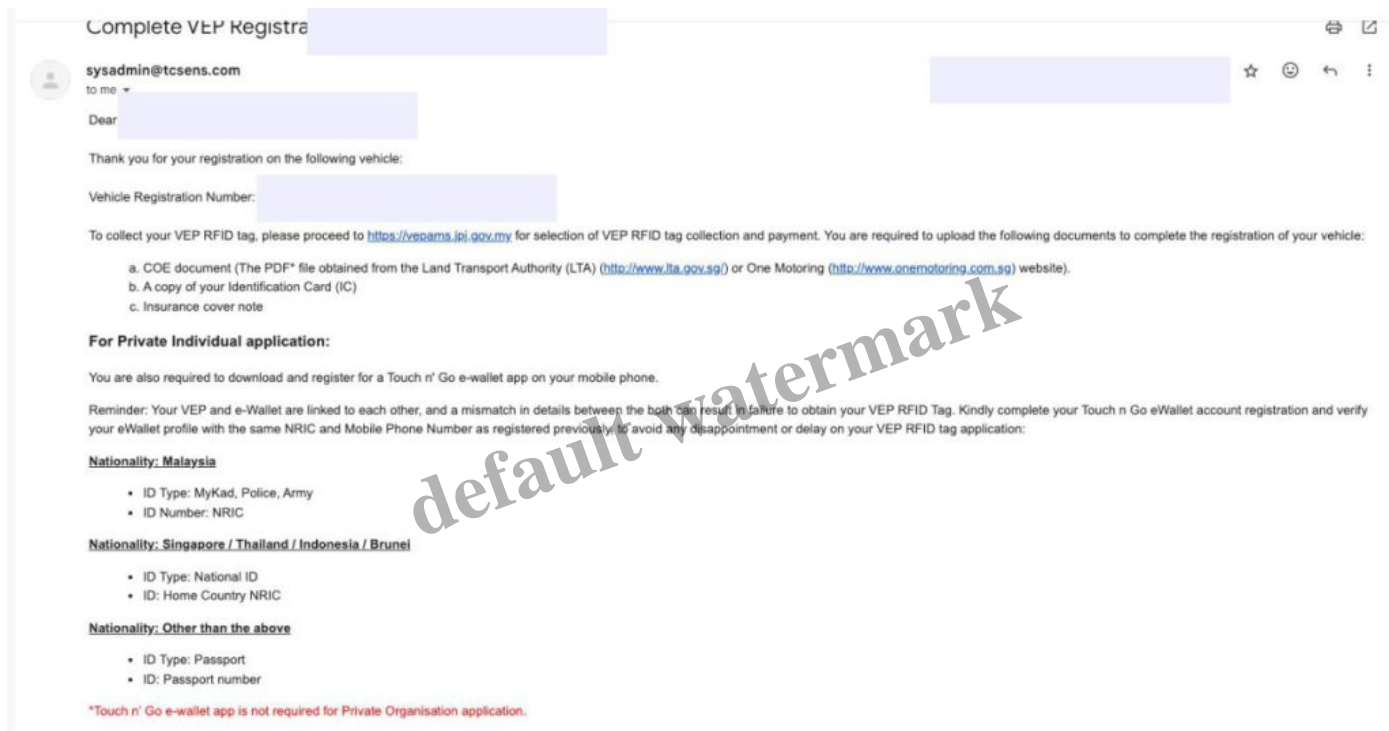 Complete VEP Registra
sysadmin@tcsens.com
to me
Dear
Thank you for your registration on the following vehicle:
Vehicle Registration Number:
To collect your VEP RFID tag, please proceed to https://vepams.jpj.gov.my for selection of VEP RFID tag collection and payment. You are required to upload the following documents to complete the registration of your vehicle:
a. COE document (The PDF* file obtained from the Land Transport Authority (LTA) (http://www.lta.gov.sg/) or One Motoring (http://www.onemotoring.com.sg) website).
b. A copy of your Identification Card (IC)
c. Insurance cover note
For Private Individual application:
You are also required to download and register for a Touch n' Go e-wallet app on your mobile phone.
Reminder: Your VEP and e-Wallet are linked to each other, and a mismatch in details between the both can result in failure to obtain your VEP RFID Tag. Kindly complete your Touch n Go eWallet account registration and verify
your eWallet profile with the same NRIC and Mobile Phone Number as registered previously, to avoid any disappointment or delay on your VEP RFID tag application:
Nationality: Malaysia
• ID Type: MyKad, Police, Army
• ID Number: NRIC
Nationality: Singapore / Thailand / Indonesia / Brunei
• ID Type: National ID
• ID: Home Country NRIC
Nationality: Other than the above
• ID Type: Passport
• ID: Passport number
*Touch n' Go e-wallet app is not required for Private Organisation application.
default watermark